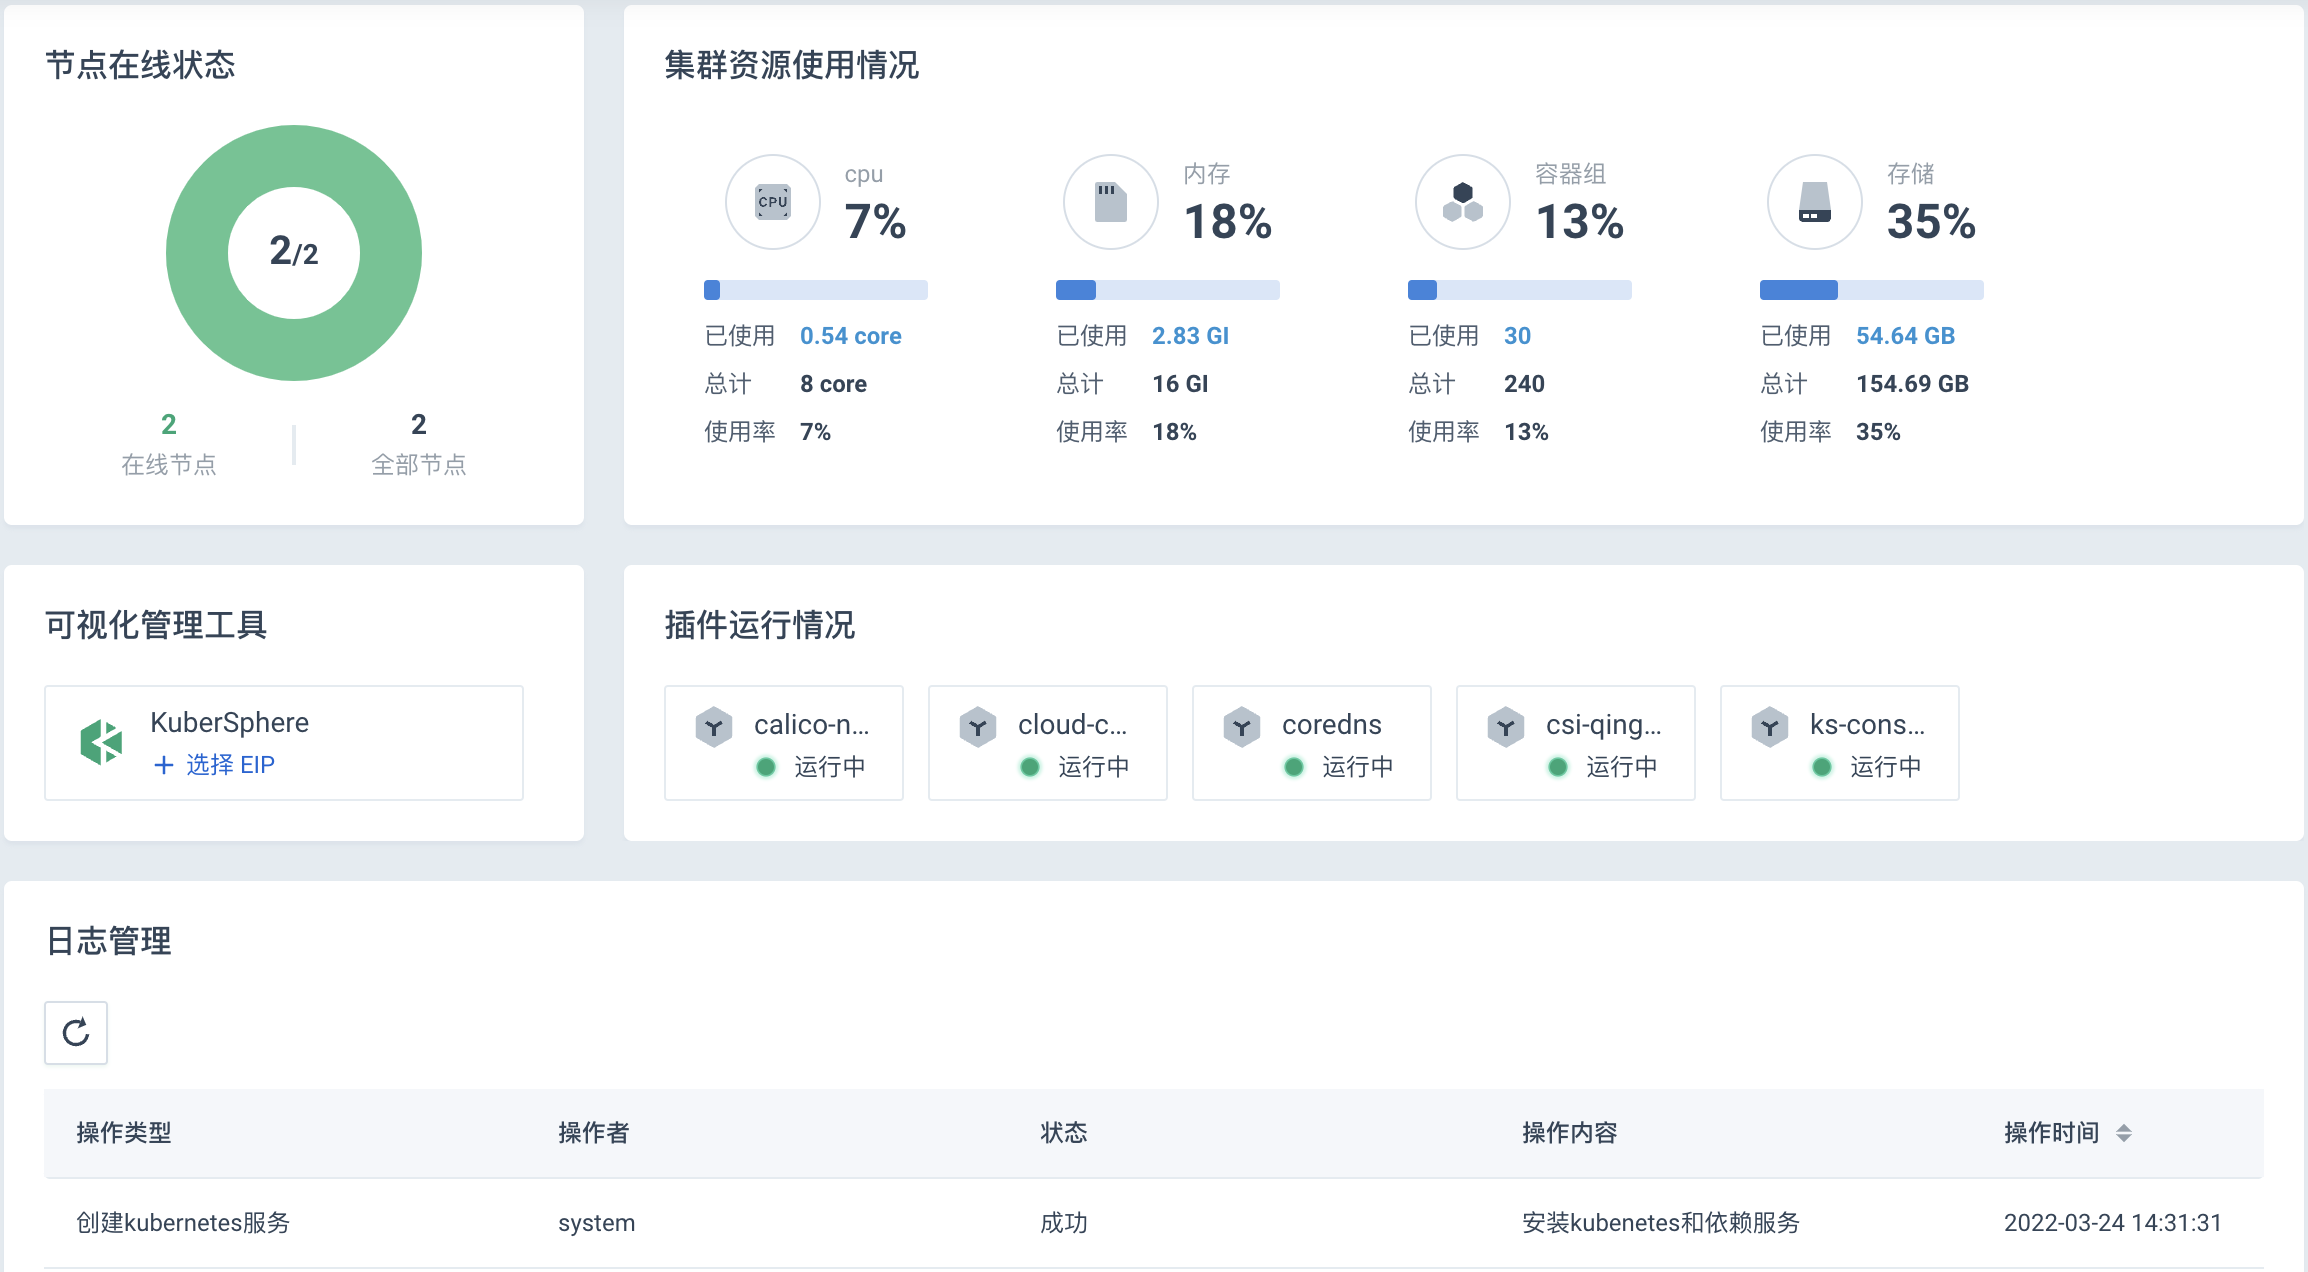 节点在线状态
2/2
2
在线节点
2
全部节点
集群资源使用情况
CPU
cpu
7%
已使用 0.54 core
总计 8 core
使用率 7%
内存
18%
已使用 2.83 GI
总计 16 GI
使用率 18%
容器组
13%
已使用 30
总计 240
使用率 13%
存储
35%
已使用 54.64 GB
总计 154.69 GB
使用率 35%
可视化管理工具
KuberSphere
+ 选择 EIP
插件运行情况
calico-n...
运行中
cloud-c...
运行中
coredns
运行中
csi-qing...
运行中
ks-cons...
运行中
日志管理
操作类型 操作者 状态 操作内容 操作时间
创建kubernetes服务 system 成功 安装kubenetes和依赖服务 2022-03-24 14:31:31